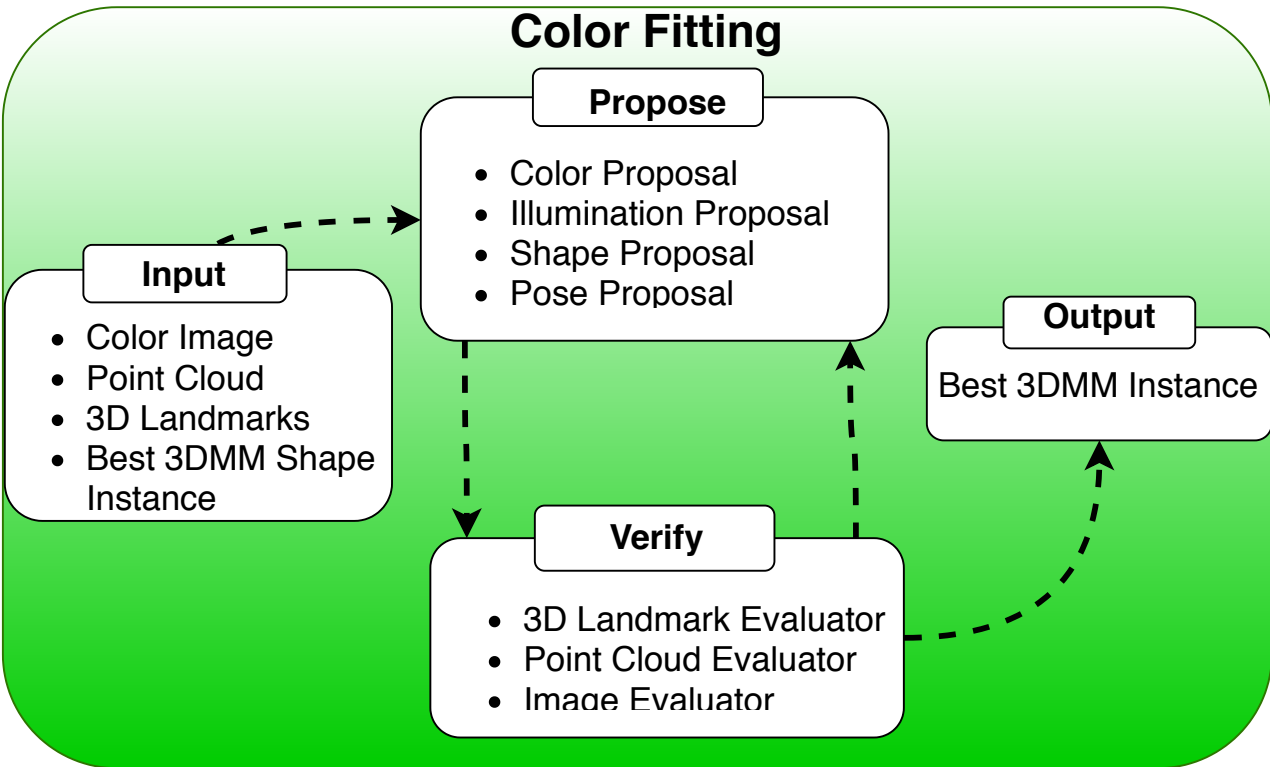 Color Fitting
Propose
• Color Proposal
• Illumination Proposal
• Shape Proposal
• Pose Proposal
Input
• Color Image
• Point Cloud
• 3D Landmarks
• Best 3DMM Shape
Instance
Output
Best 3DMM Instance
Verify
• 3D Landmark Evaluator
• Point Cloud Evaluator
• Image Evaluator